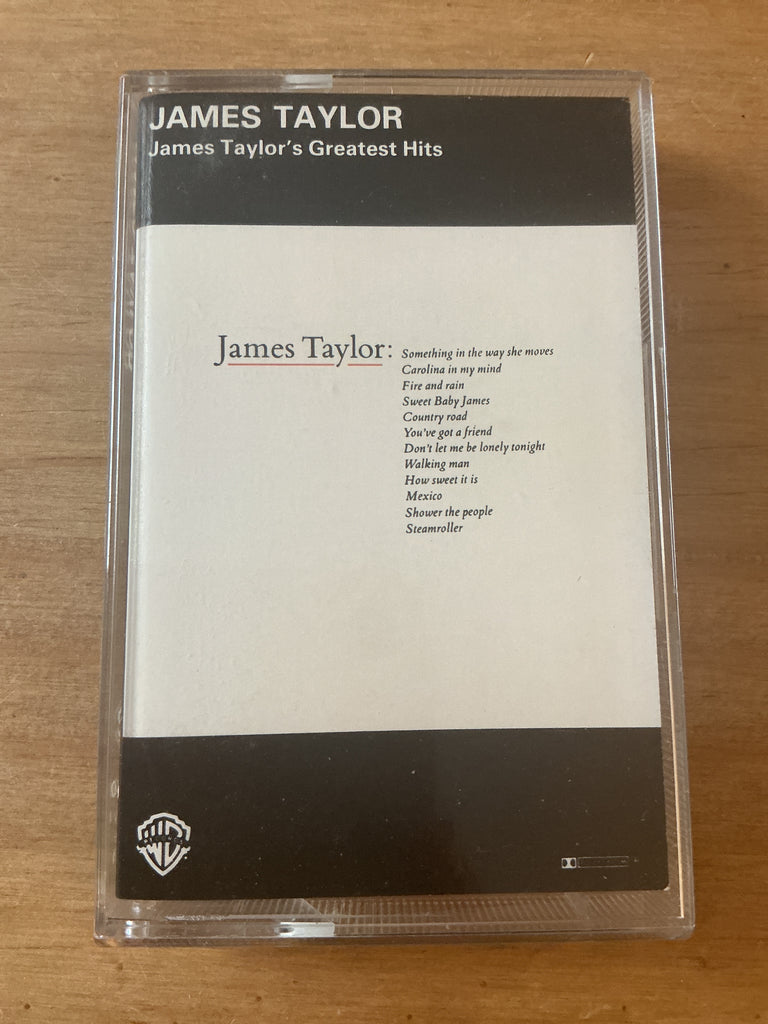 JAMES TAYLOR
James Taylor's Greatest Hits
James Taylor:
Something in the way she moves
Carolina in my mind
Fire and rain
Sweet Baby James
Country road
You've got a friend
Don't let me be lonely tonight
Walking man
How sweet it is
Mexico
Shower the people
Steamroller